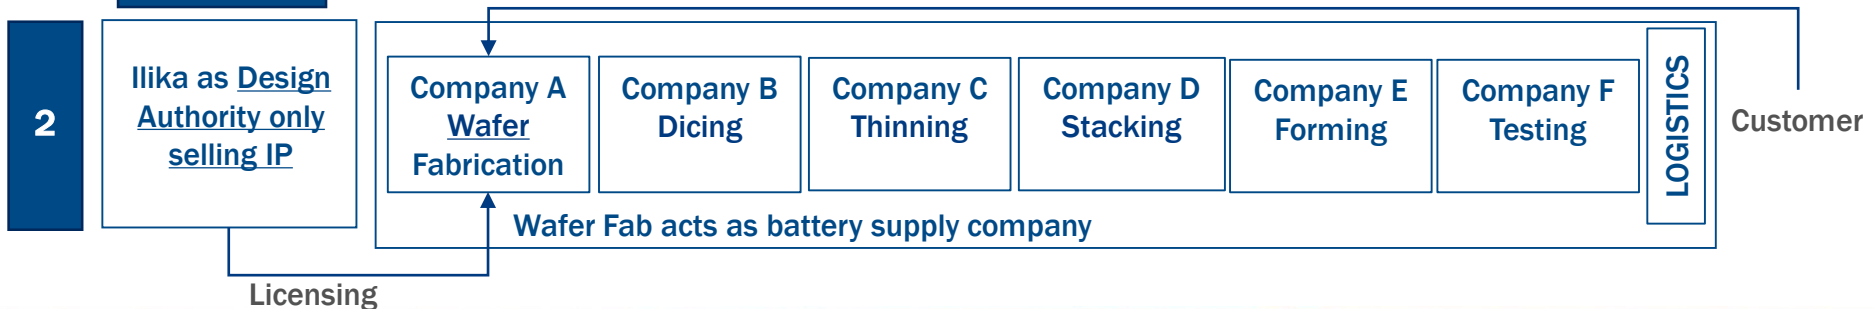 2
Ilika as Design
Authority only
selling IP
Company A
Wafer
Fabrication
Company B
Dicing
Company C
Thinning
Company D
Stacking
Company E
Forming
Company F
Testing
LOGISTICS
Customer
Wafer Fab acts as battery supply company
Licensing